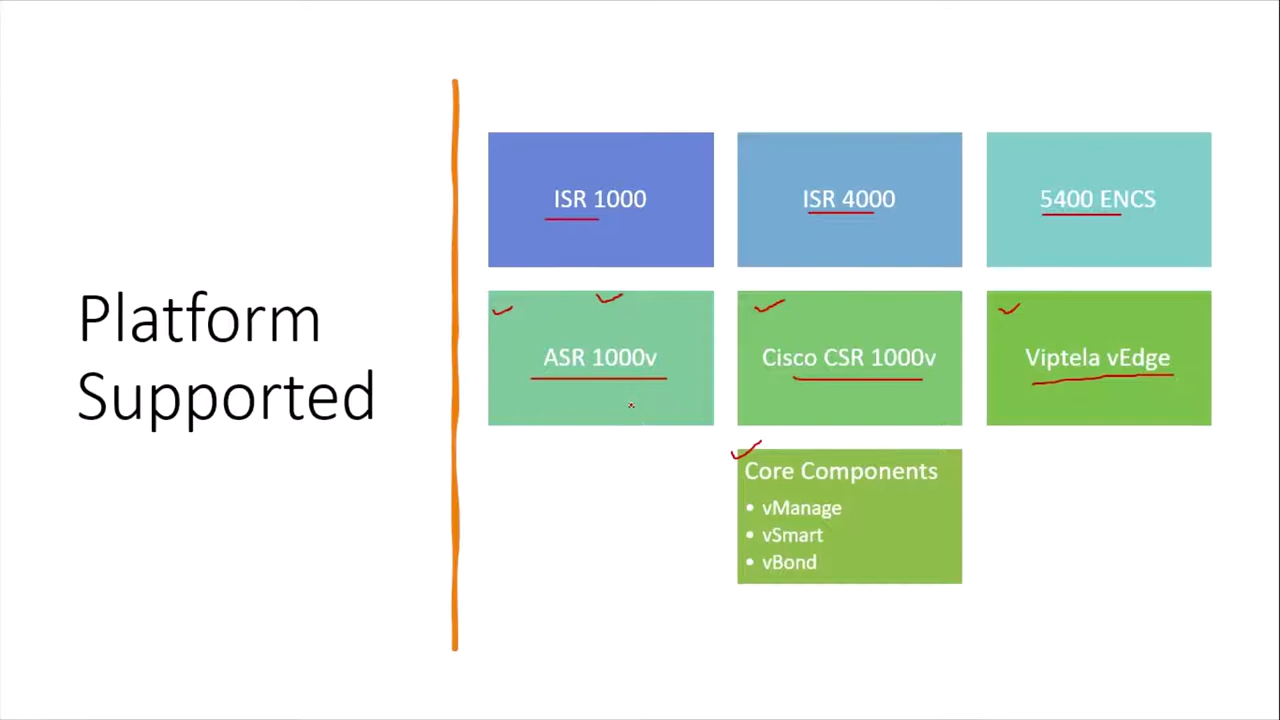 Platform
Supported
ISR 1000
ISR 4000
5400 ENCS
ASR 1000v
Cisco CSR 1000v
Viptela vEdge
Core Components
• vManage
• vSmart
• vBond